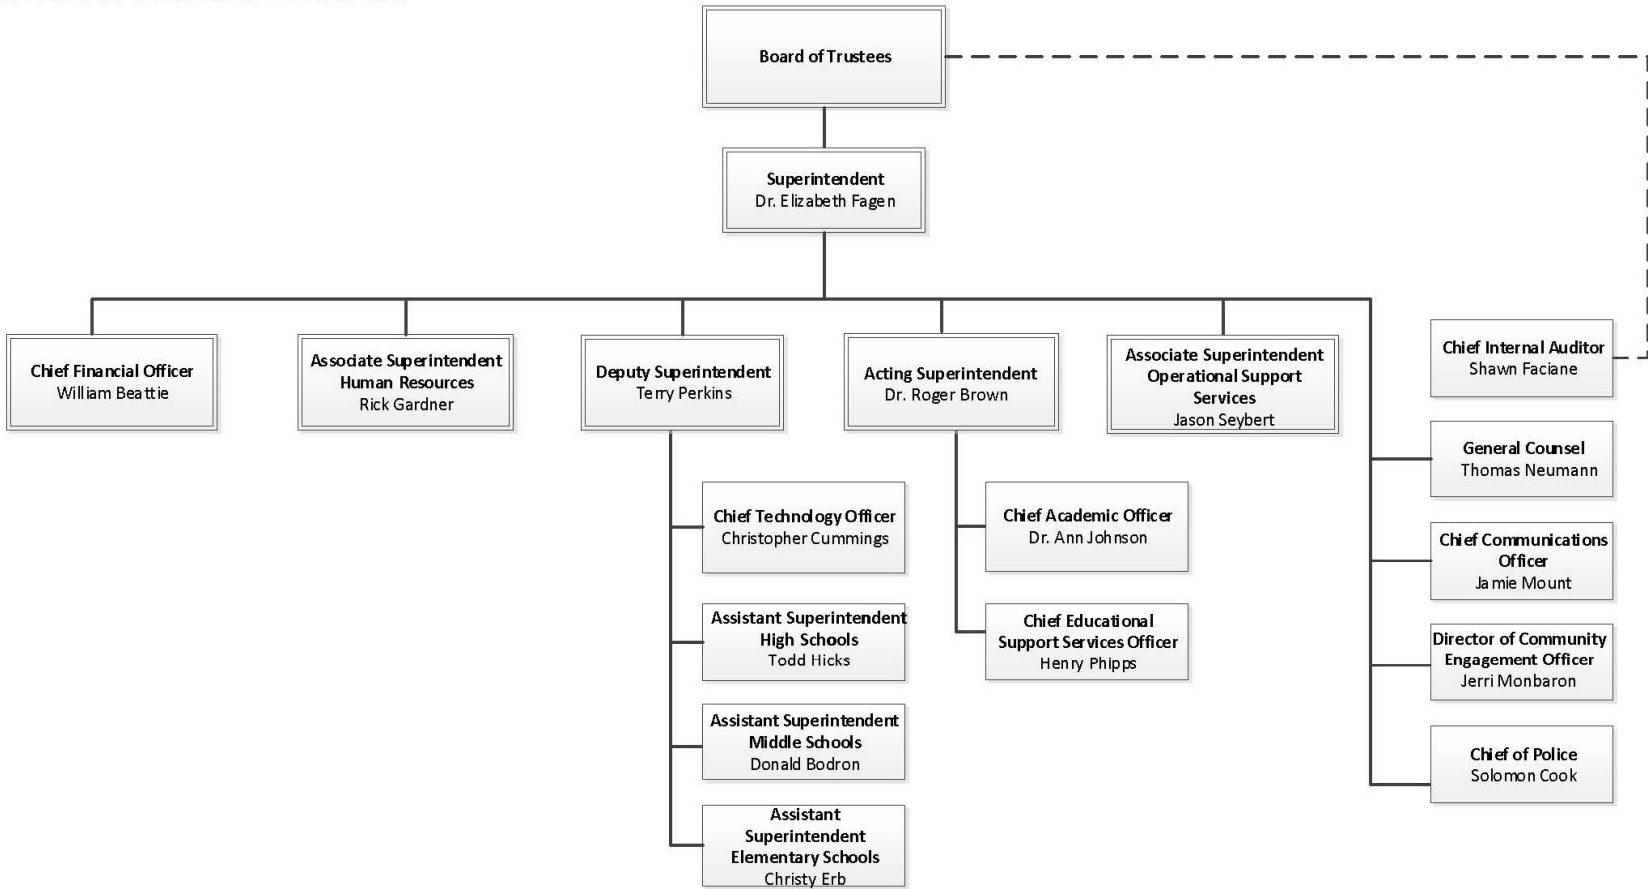 Board of Trustees
Superintendent
Dr. Elizabeth Fagen
Chief Financial Officer
William Beattie
Associate Superintendent
Human Resources
Rick Gardner
Deputy Superintendent
Terry Perkins
Acting Superintendent
Dr. Roger Brown
Associate Superintendent
Operational Support
Services
Jason Seybert
Chief Internal Auditor
Shawn Faciane
General Counsel
Thomas Neumann
Chief Communications
Officer
Jamie Mount
Director of Community
Engagement Officer
Jerri Monbaron
Chief of Police
Solomon Cook
Chief Technology Officer
Christopher Cummings
Assistant Superintendent
High Schools
Todd Hicks
Assistant Superintendent
Middle Schools
Donald Bodron
Assistant
Superintendent
Elementary Schools
Christy Erb
Chief Academic Officer
Dr. Ann Johnson
Chief Educational
Support Services Officer
Henry Phipps